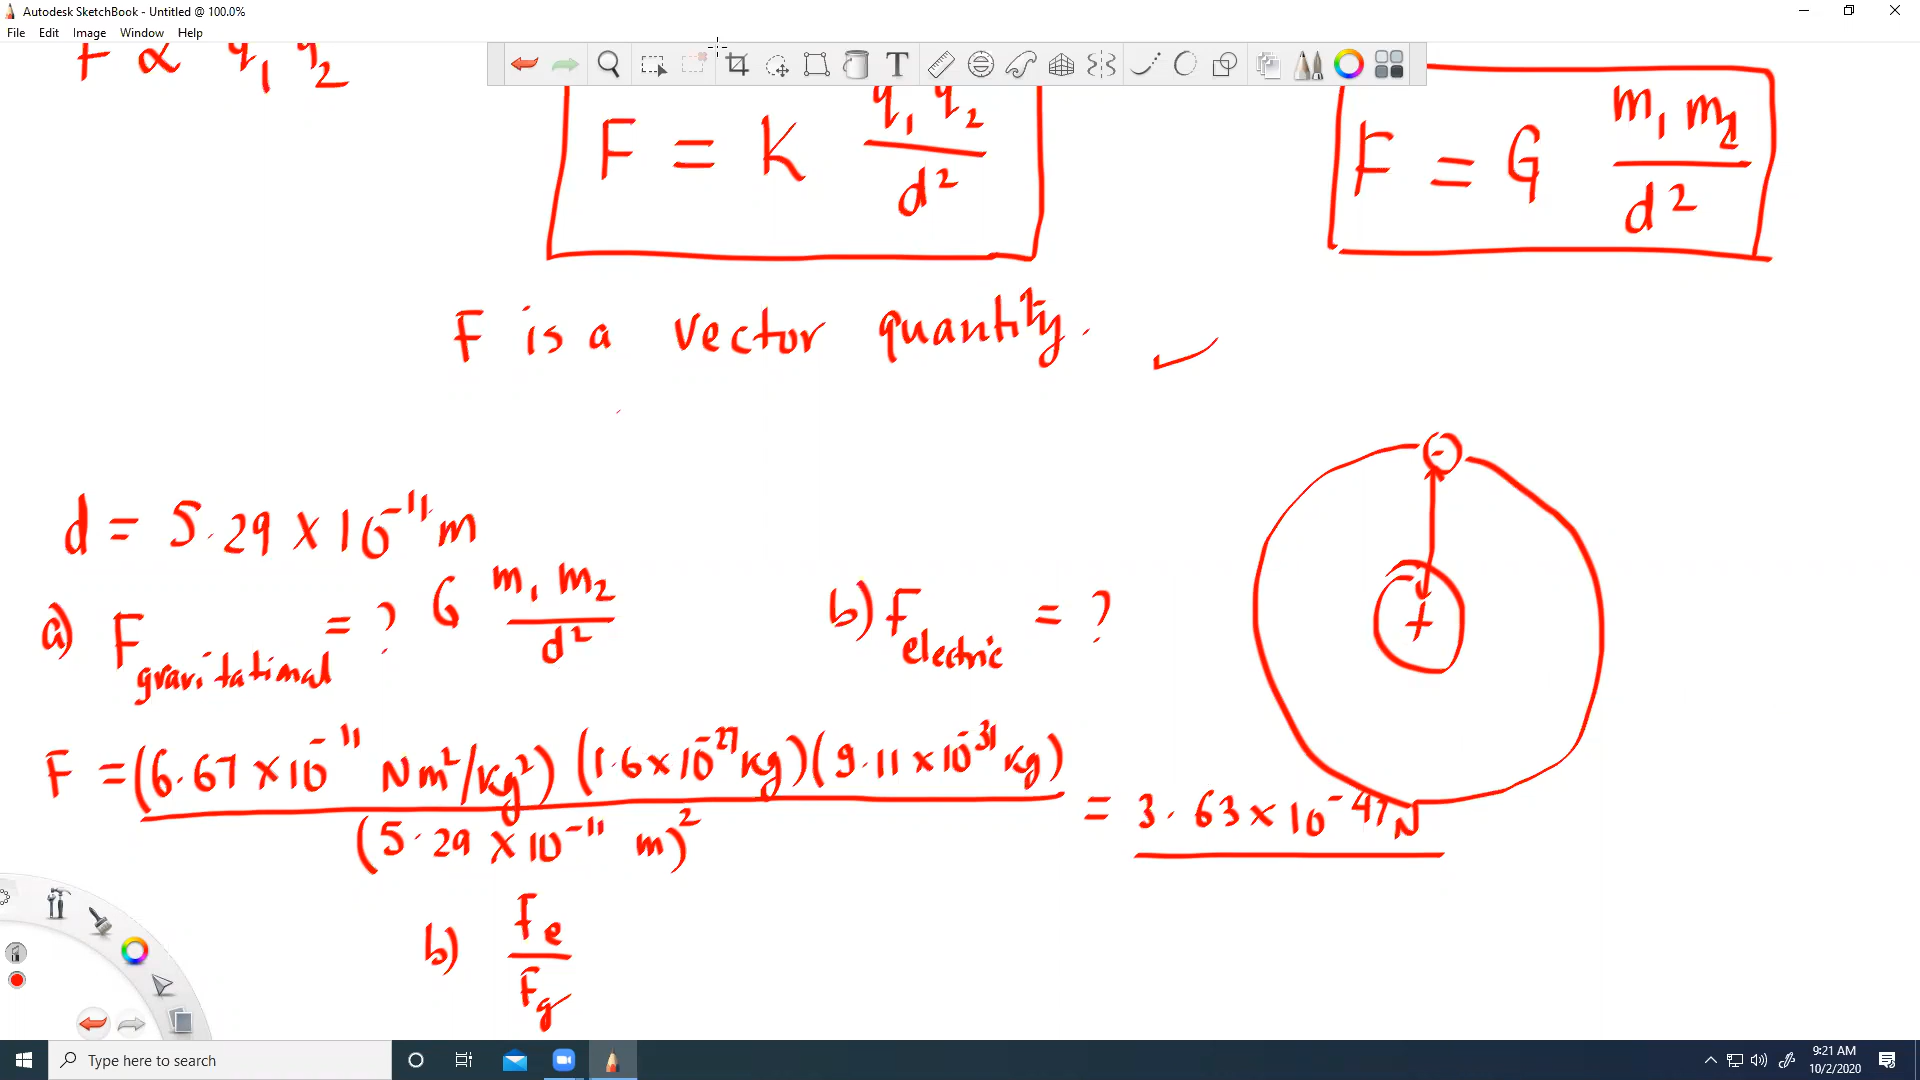 Autodesk SketchBook - Untitled @ 100.0%
File Edit Image Window Help
F ∝ q₁ q₂
F = K q₁ q₂ / d²
F = G m₁ m₂ / d²
F is a vector quantity.
d = 5.29 × 10⁻¹¹ m
a) F gravitational = ? G m₁ m₂ / d²
b) F electric = ?
-
+
F = (6.67 × 10⁻¹¹ Nm²/kg²) (1.6 × 10⁻²⁷ kg) (9.11 × 10⁻³¹ kg) / (5.29 × 10⁻¹¹ m)² = 3.63 × 10⁻⁴⁷ N
b) Fe / Fg
Type here to search
9:21 AM
10/2/2020